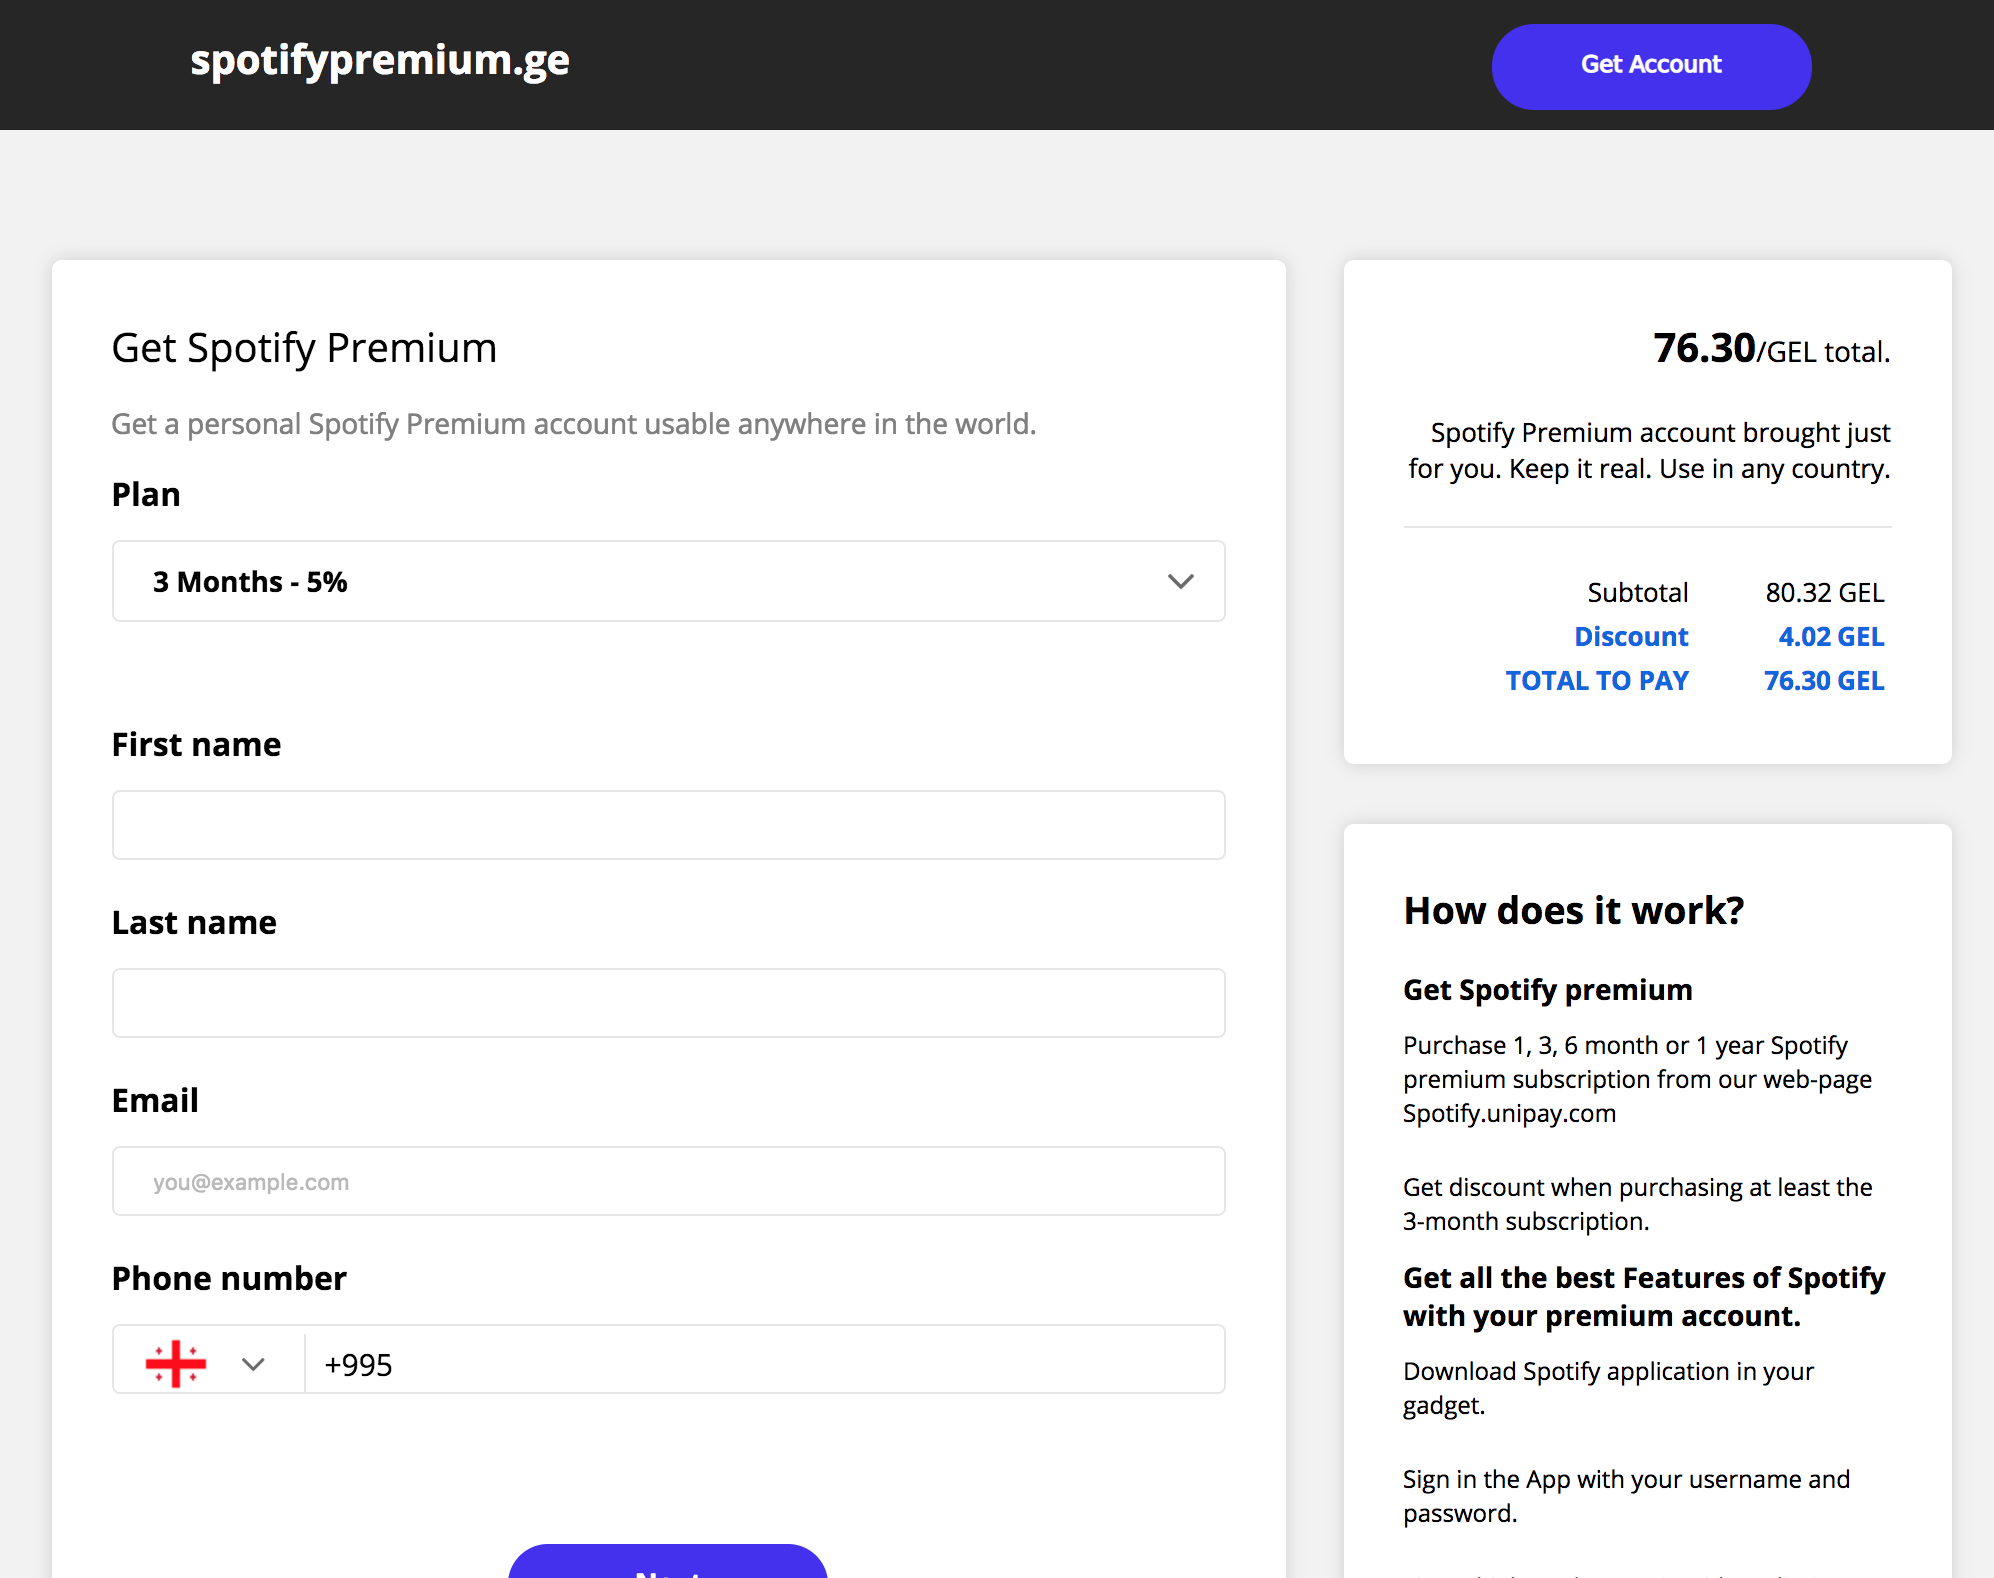 spotifypremium.ge
Get Account
Get Spotify Premium
Get a personal Spotify Premium account usable anywhere in the world.
Plan
3 Months - 5%
First name
Last name
Email
you@example.com
Phone number
+995
76.30/GEL total.
Spotify Premium account brought just
for you. Keep it real. Use in any country.
Subtotal 80.32 GEL
Discount 4.02 GEL
TOTAL TO PAY 76.30 GEL
How does it work?
Get Spotify premium
Purchase 1, 3, 6 month or 1 year Spotify
premium subscription from our web-page
Spotify.unipay.com
Get discount when purchasing at least the
3-month subscription.
Get all the best Features of Spotify
with your premium account.
Download Spotify application in your
gadget.
Sign in the App with your username and
password.